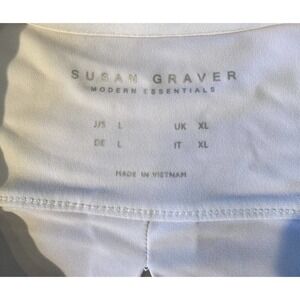 SUSAN GRAVER
MODERN ESSENTIALS
J/S L UK XL
DE L IT XL
MADE IN VIETNAM